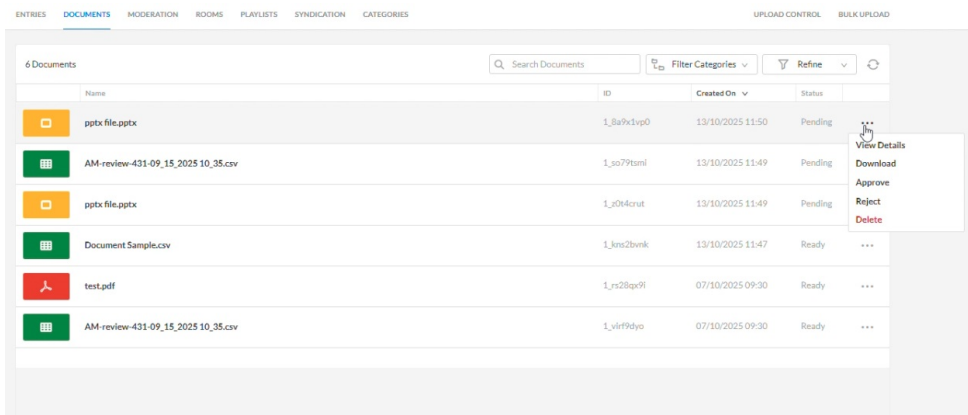 ENTRIES DOCUMENTS MODERATION ROOMS PLAYLISTS SYNDICATION CATEGORIES UPLOAD CONTROL BULK UPLOAD
6 Documents Search Documents Filter Categories Refine
Name ID Created On Status
pptx file.pptx 1_8a9x1vp0 13/10/2025 11:50 Pending
AM-review-431-09_15_2025 10_35.csv 1_so79tsmi 13/10/2025 11:49 Pending
pptx file.pptx 1_z0t4crut 13/10/2025 11:49 Pending
Document Sample.csv 1_kns2bvnk 13/10/2025 11:47 Ready
test.pdf 1_rs28qx9i 07/10/2025 09:30 Ready
AM-review-431-09_15_2025 10_35.csv 1_virf9dyo 07/10/2025 09:30 Ready
View Details
Download
Approve
Reject
Delete